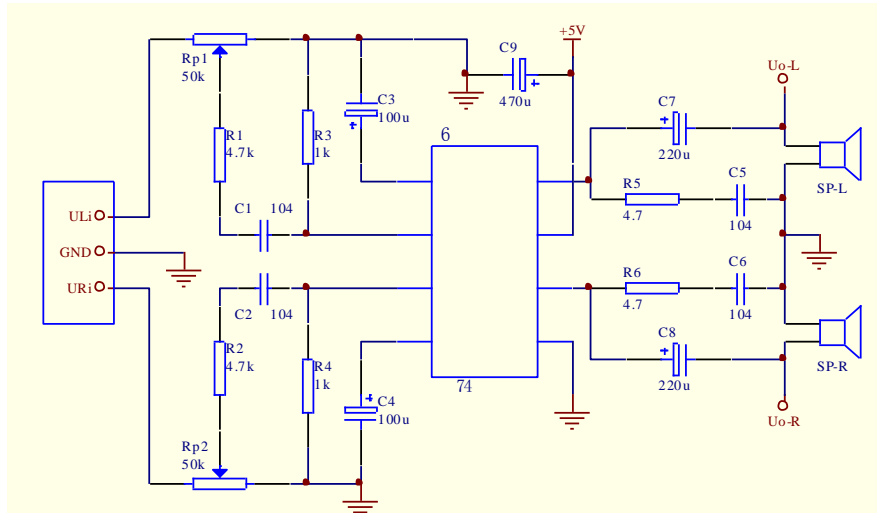 +5V
C9
470u
Rp1
50k
C3
100u
R1
4.7k
R3
1k
6
C7
220u
Uo-L
SP-L
C5
104
R5
4.7
ULi
GND
URi
C1 104
C2 104
R6
4.7
C6
104
R2
4.7k
R4
1k
C4
100u
74
C8
220u
SP-R
Uo-R
Rp2
50k